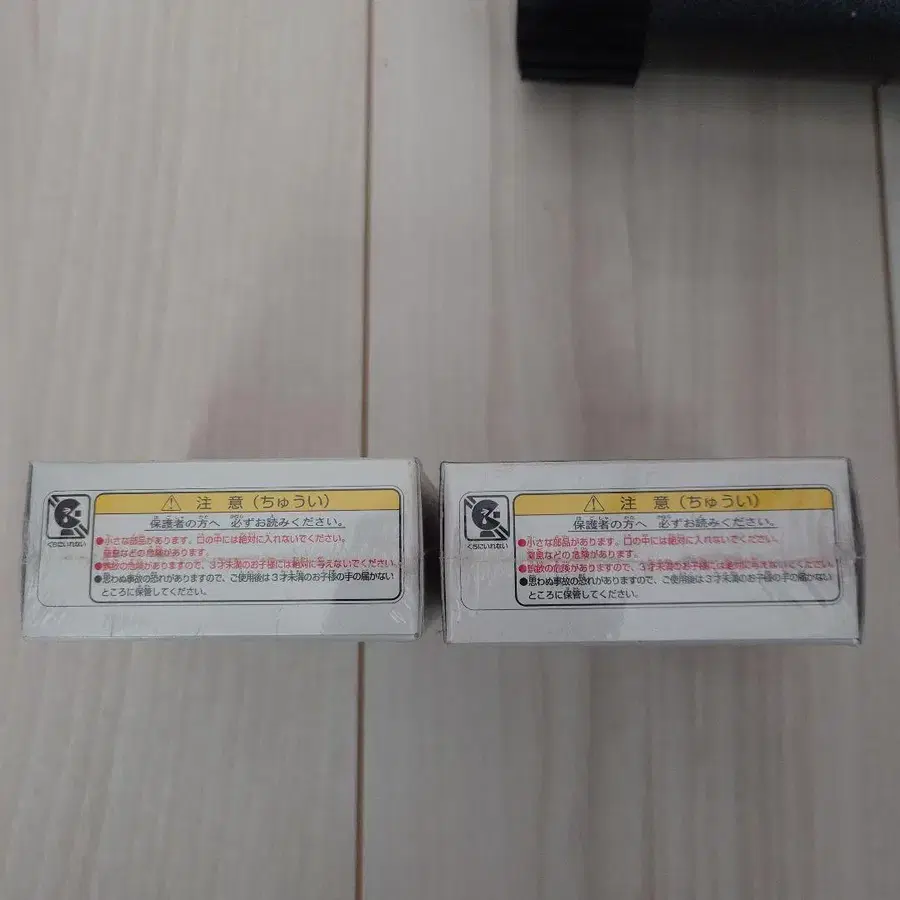 注意(ちゅうい)
保護者の方へ 必ずお読みください。
くちにいれない
●小さな部品があります。口の中には絶対に入れないでください。
窒息などの危険があります。
●誤飲の危険がありますので、3才未満のお子様には絶対に与えないでください。
●思わぬ事故の恐れがありますので、ご使用後は3才未満のお子様の手の届かない
ところに保管してください。
注意(ちゅうい)
保護者の方へ 必ずお読みください。
くちにいれない
●小さな部品があります。口の中には絶対に入れないでください。
窒息などの危険があります。
●誤飲の危険がありますので、3才未満のお子様には絶対に与えないでください。
●思わぬ事故の恐れがありますので、ご使用後は3才未満のお子様の手の届かない
ところに保管してください。